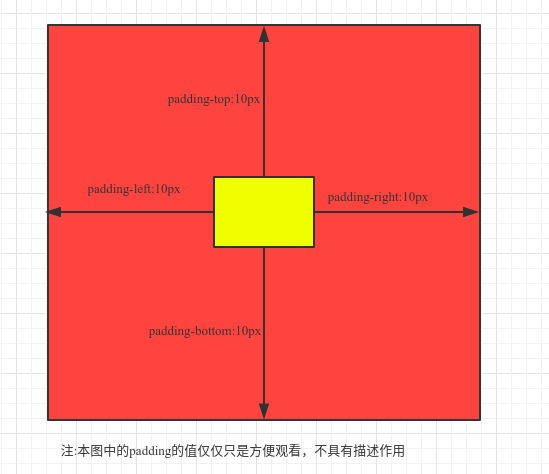 padding-top:10px
padding-left:10px
padding-right:10px
padding-bottom:10px
注:本图中的padding的值仅仅只是方便观看，不具有描述作用